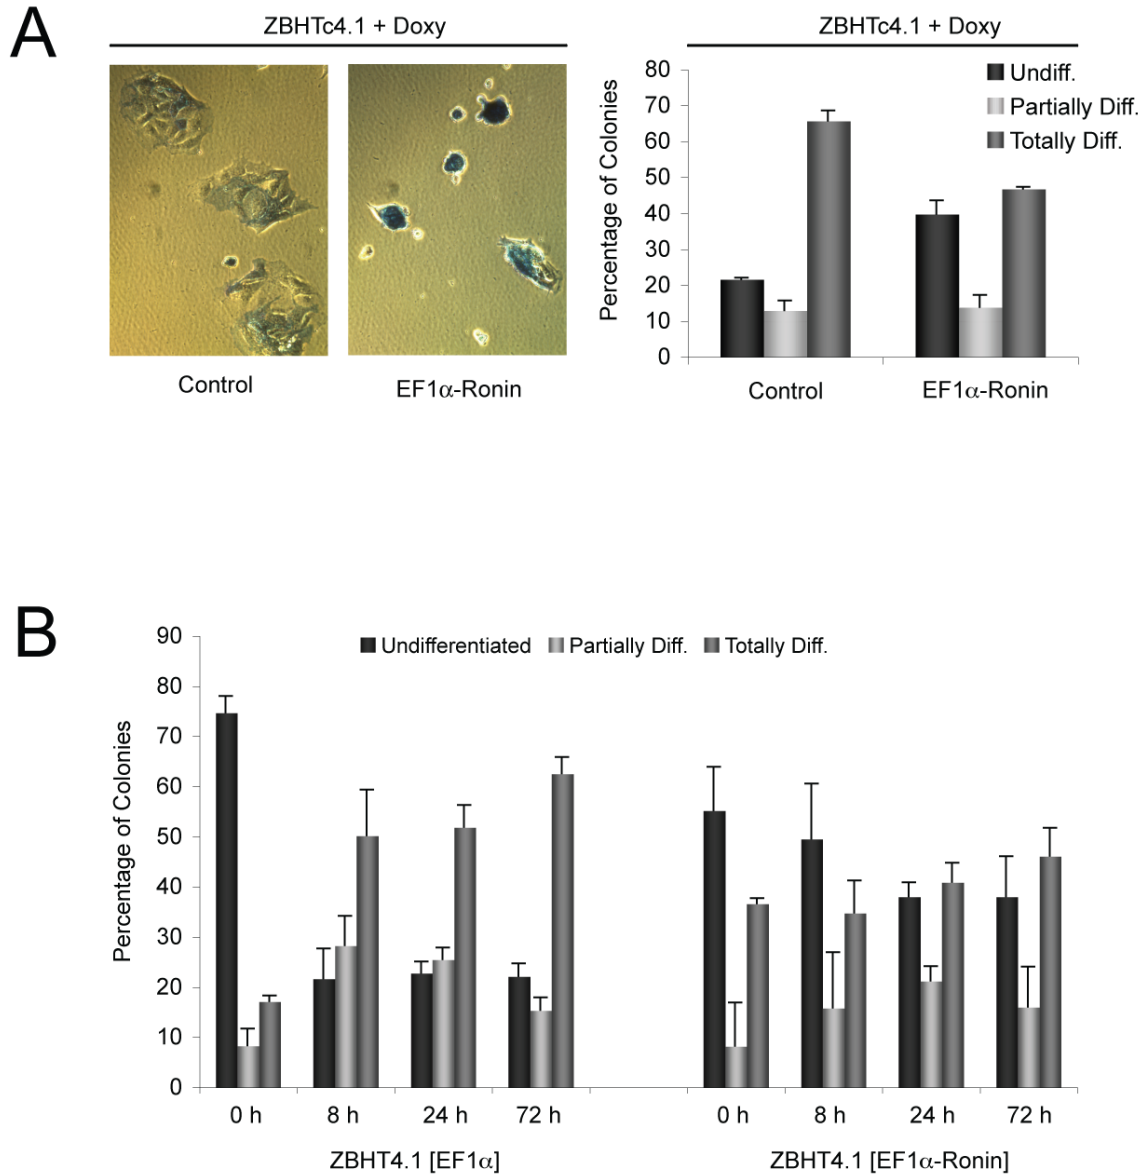 A
ZBHTc4.1 + Doxy
Control
EF1α-Ronin
ZBHTc4.1 + Doxy
Undiff.
Partially Diff.
Totally Diff.
Percentage of Colonies
80
70
60
50
40
30
20
10
0
Control
EF1α-Ronin
B
Undifferentiated Partially Diff. Totally Diff.
Percentage of Colonies
90
80
70
60
50
40
30
20
10
0
0 h 8 h 24 h 72 h 0 h 8 h 24 h 72 h
ZBHT4.1 [EF1α] ZBHT4.1 [EF1α-Ronin]